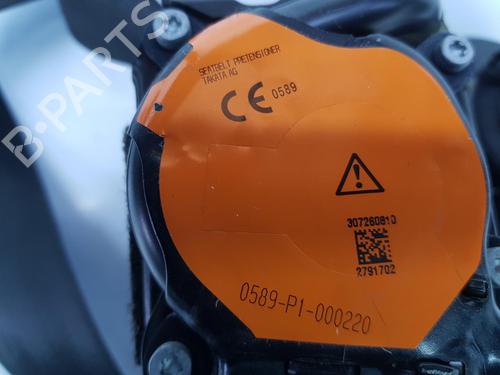 B-PARTS
SEATBELT PRETENSIONER
TAKATA AG
CE 0589
307260810
2791702
0589-P1-000220